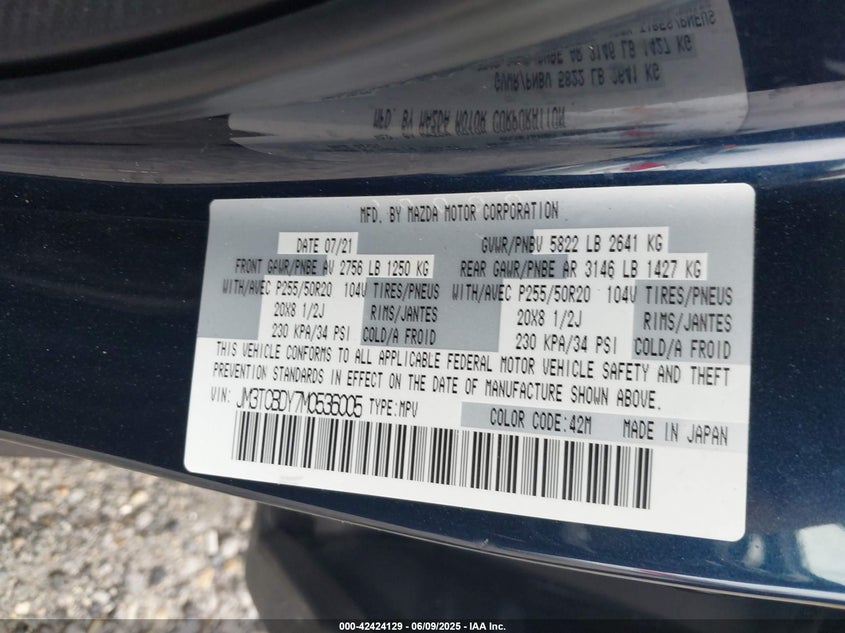 MFD. BY MAZDA MOTOR CORPORATION
DATE 07/21 GVWR/PNBV 5822 LB 2641 KG
FRONT GAWR/PNBE AV 2756 LB 1250 KG REAR GAWR/PNBE AR 3146 LB 1427 KG
WITH/AVEC P255/50R20 104V TIRES/PNEUS WITH/AVEC P255/50R20 104V TIRES/PNEUS
20X8 1/2J RIMS/JANTES 20X8 1/2J RIMS/JANTES
230 KPA/34 PSI COLD/A FROID 230 KPA/34 PSI COLD/A FROID
THIS VEHICLE CONFORMS TO ALL APPLICABLE FEDERAL MOTOR VEHICLE SAFETY AND THEFT
PREVENTION STANDARDS IN EFFECT ON THE DATE OF MANUFACTURE SHOWN ABOVE.
VIN: JM3TCBDY7M0536005 TYPE:MPV COLOR CODE:42M MADE IN JAPAN
000-42424129 - 06/09/2025 - IAA Inc.